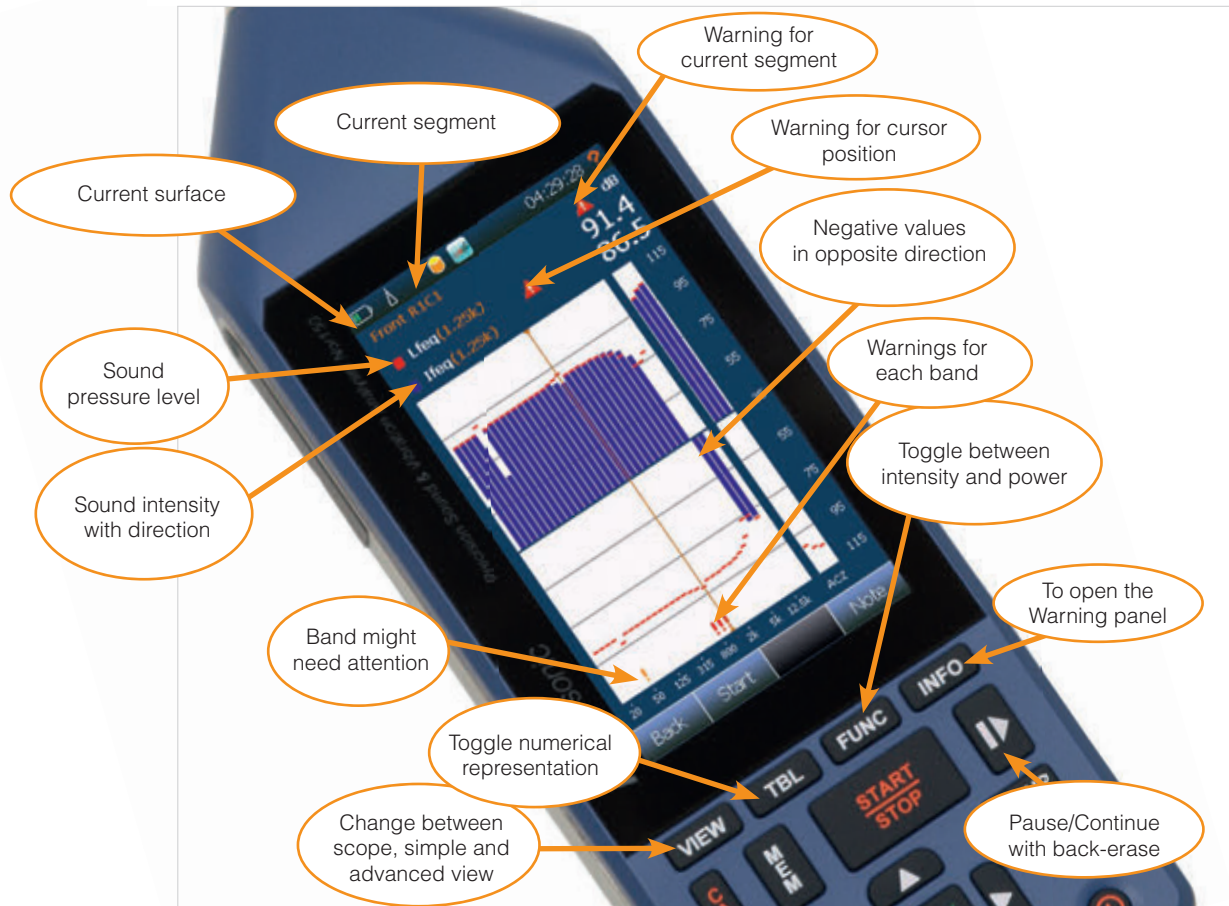 Warning for
current segment
Current segment
Warning for cursor
position
Current surface
Negative values
in opposite direction
Sound
pressure level
Warnings for
each band
Toggle between
intensity and power
Sound intensity
with direction
To open the
Warning panel
Band might
need attention
Toggle numerical
representation
Change between
scope, simple and
advanced view
Pause/Continue
with back-erase
04:29:28 ?
dB
91.4
86.5
Front R1C1
Lfeq(1.25k)
Ifeq(1.25k)
115
95
75
55
55
75
95
115
20 50 125 315 800 2k 5k 12.5k ACZ
Back Start Note
INFO
FUNC
TBL
VIEW
START
STOP
MEM